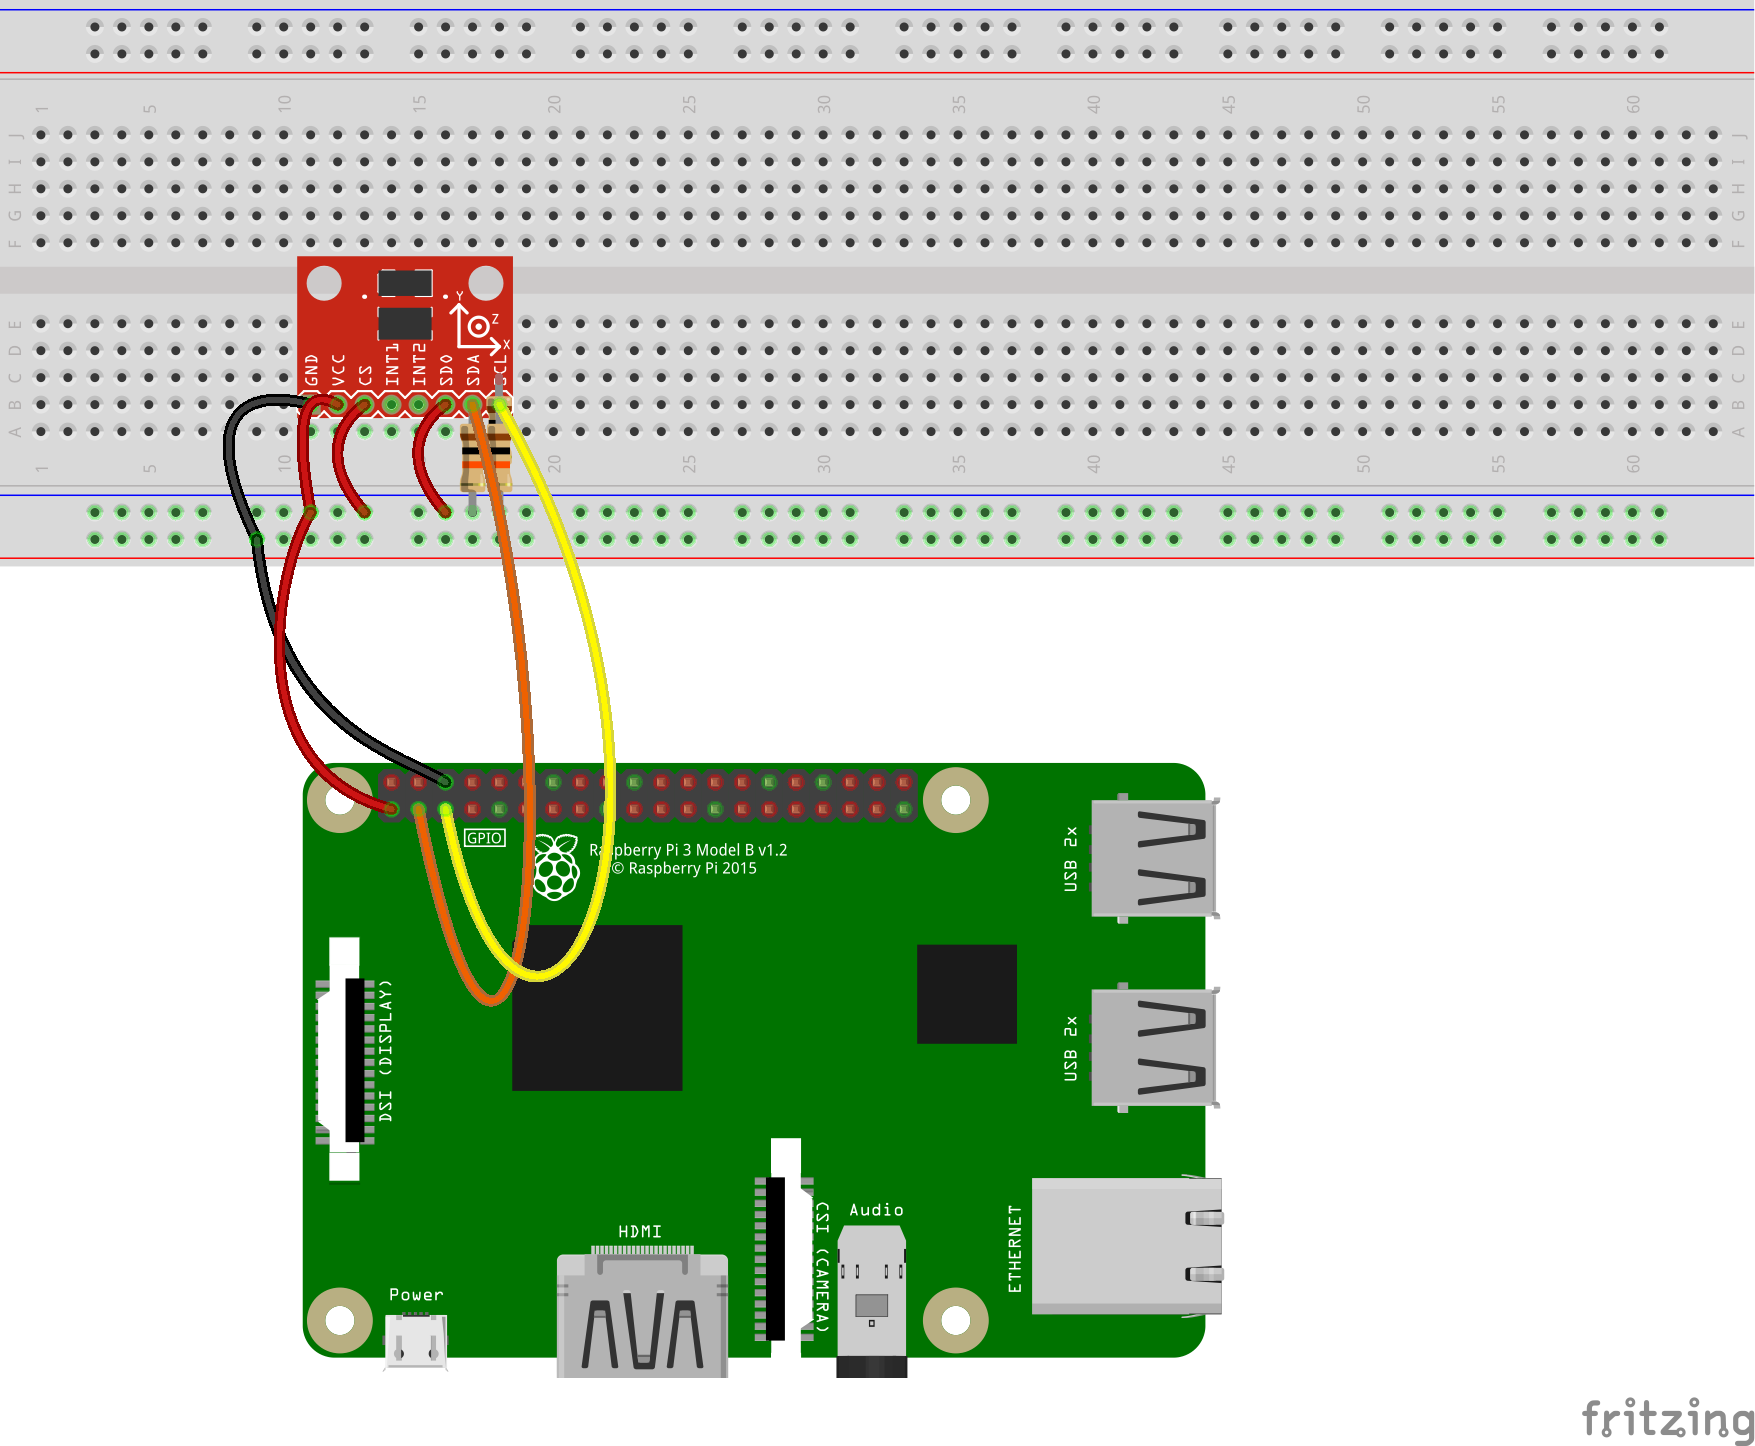 1 5 10 15 20 25 30 35 40 45 50 55 60
J J
I I
H H
G G
F F
E E
D D
C C
B B
A A
Y
Z
X
GND VCC CS INT1 INT2 SDO SDA SCL
1 5 10 20 25 30 35 40 45 50 55 60
GPIO
Raspberry Pi 3 Model B v1.2
© Raspberry Pi 2015
USB 2x
DSI (DISPLAY)
USB 2x
CSI (CAMERA)
Audio
ETHERNET
HDMI
Power
fritzing